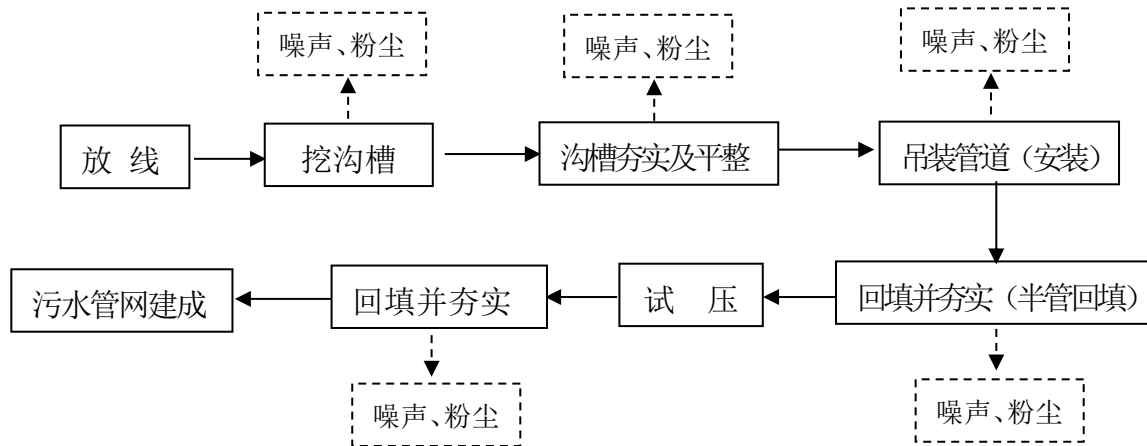 噪声、粉尘
噪声、粉尘
噪声、粉尘
放 线
挖沟槽
沟槽夯实及平整
吊装管道（安装）
污水管网建成
回填并夯实
试 压
回填并夯实（半管回填）
噪声、粉尘
噪声、粉尘